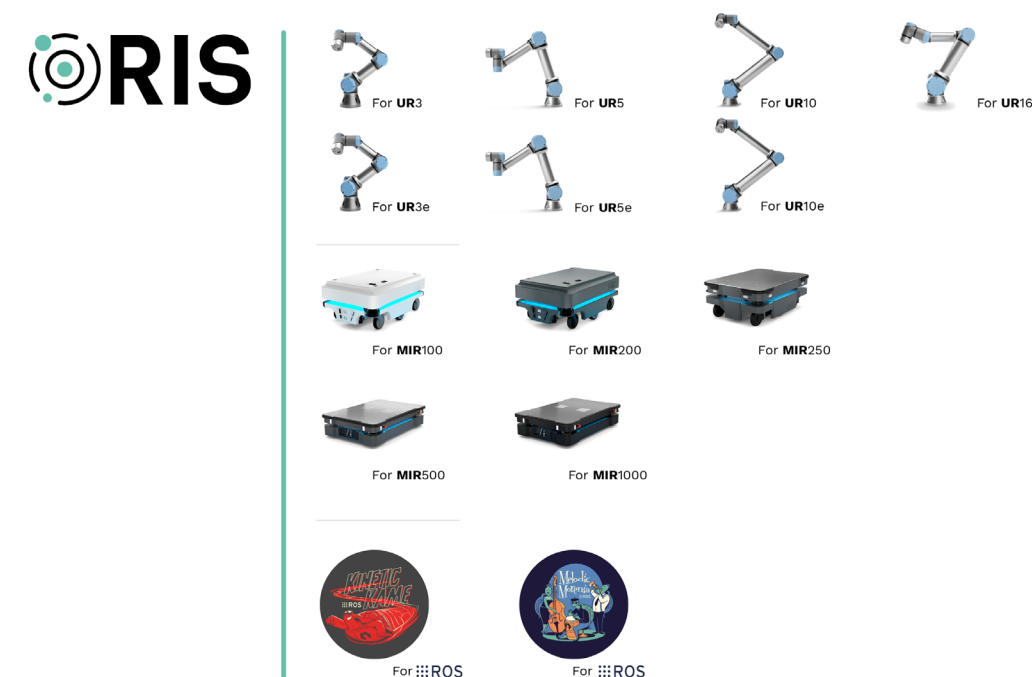 ORIS
For UR3
For UR5
For UR10
For UR16
For UR3e
For UR5e
For UR10e
For MIR100
For MIR200
For MIR250
For MIR500
For MIR1000
KINETIC
KAME
ROS
Melodic
Morenia
For ROS
For ROS